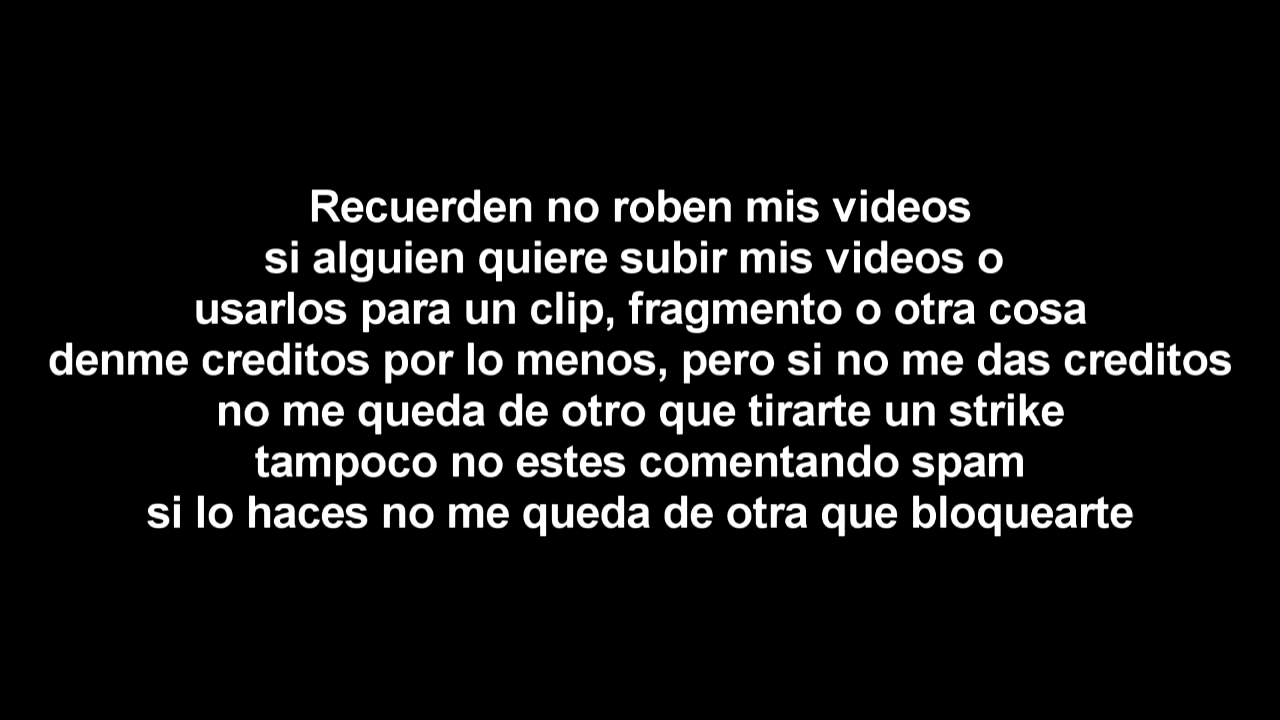 Recuerden no roben mis videos
si alguien quiere subir mis videos o
usarlos para un clip, fragmento o otra cosa
denme creditos por lo menos, pero si no me das creditos
no me queda de otro que tirarte un strike
tampoco no estes comentando spam
si lo haces no me queda de otra que bloquearte